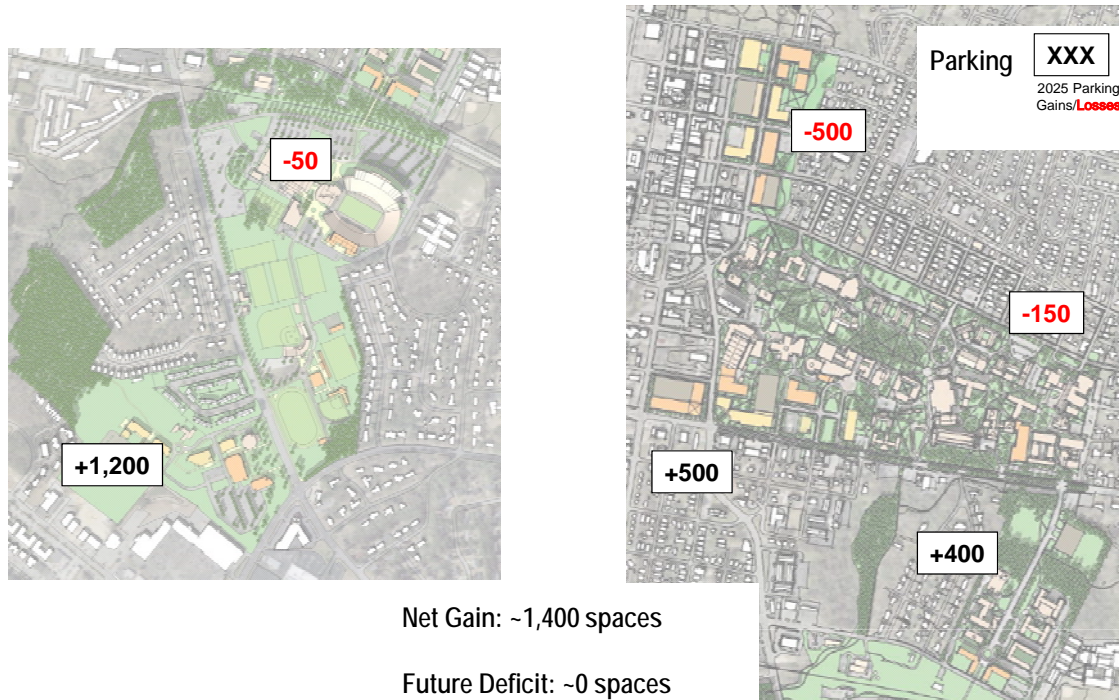 Parking
XXX
2025 Parking
Gains/Losses
-50
-500
-150
+1,200
+500
+400
Net Gain: ~1,400 spaces
Future Deficit: ~0 spaces